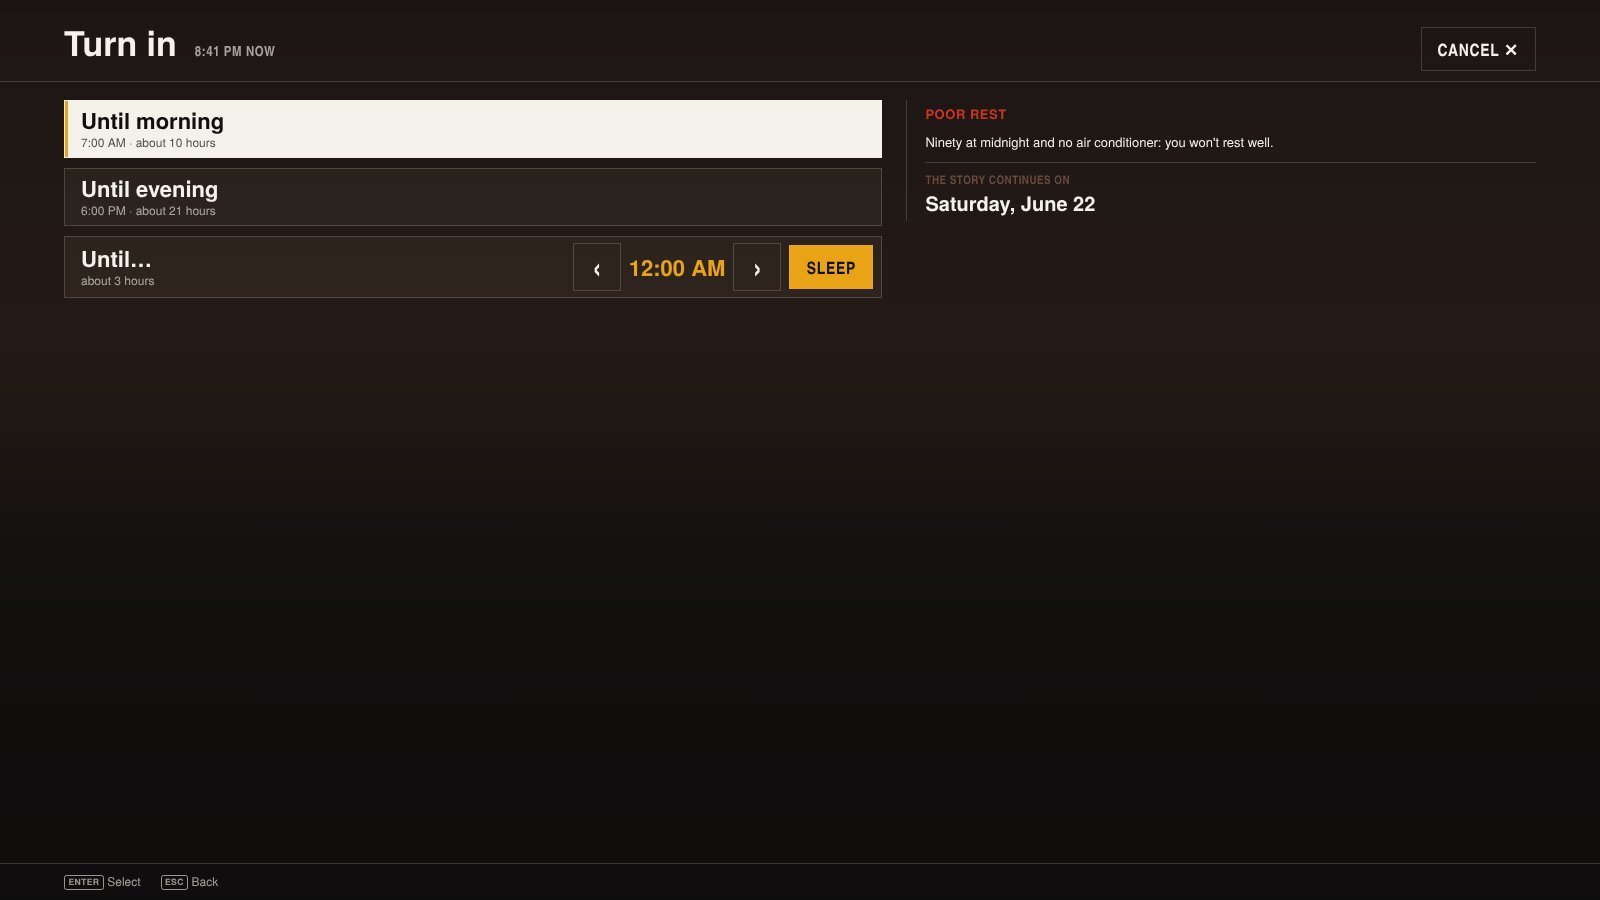 Turn in 8:41 PM NOW
CANCEL ✕
Until morning
7:00 AM · about 10 hours
Until evening
6:00 PM · about 21 hours
Until...
about 3 hours
‹ 12:00 AM › SLEEP
POOR REST
Ninety at midnight and no air conditioner: you won't rest well.
THE STORY CONTINUES ON
Saturday, June 22
ENTER Select ESC Back